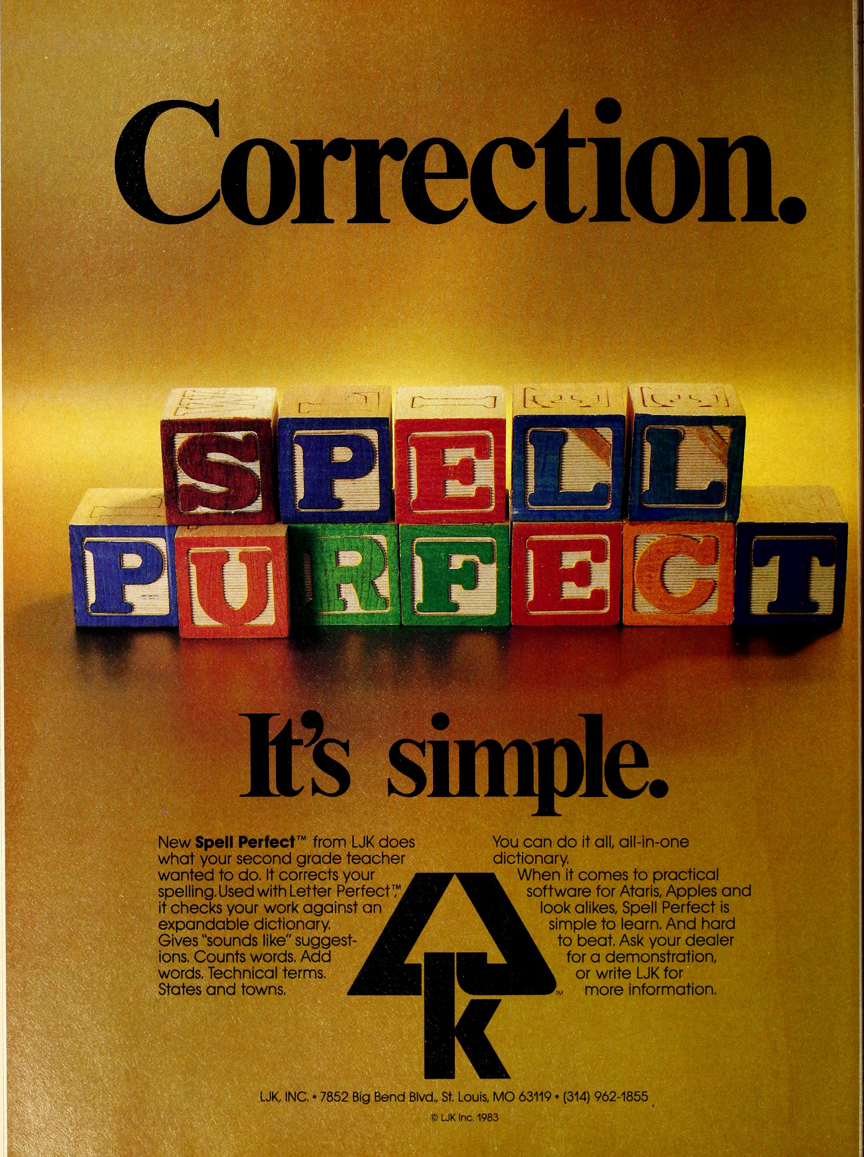 Correction.
SPELL
PURFECT
It's simple.
New Spell Perfect™ from LJK does
what your second grade teacher
wanted to do. It corrects your
spelling. Used with Letter Perfect,™
it checks your work against an
expandable dictionary.
Gives "sounds like" suggest-
ions. Counts words. Add
words. Technical terms.
States and towns.
You can do it all, all-in-one
dictionary.
When it comes to practical
software for Ataris, Apples and
look alikes, Spell Perfect is
simple to learn. And hard
to beat. Ask your dealer
for a demonstration,
or write LJK for
more information.
LJK ™
LJK, INC. • 7852 Big Bend Blvd., St. Louis, MO 63119 • (314) 962-1855
© LJK Inc. 1983